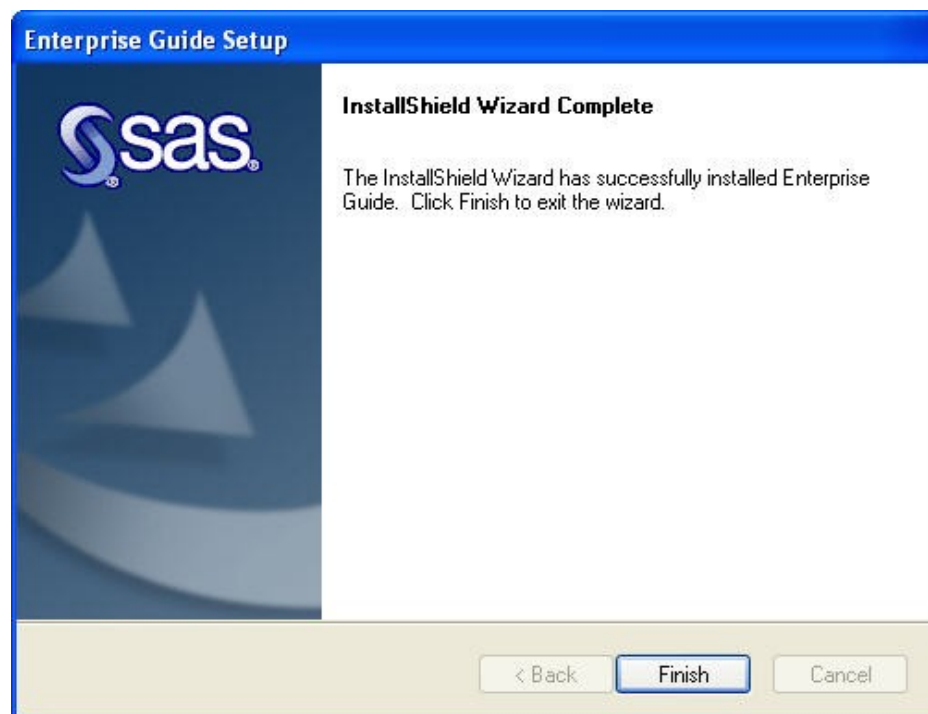 Enterprise Guide Setup
sas®
InstallShield Wizard Complete
The InstallShield Wizard has successfully installed Enterprise
Guide. Click Finish to exit the wizard.
< Back Finish Cancel